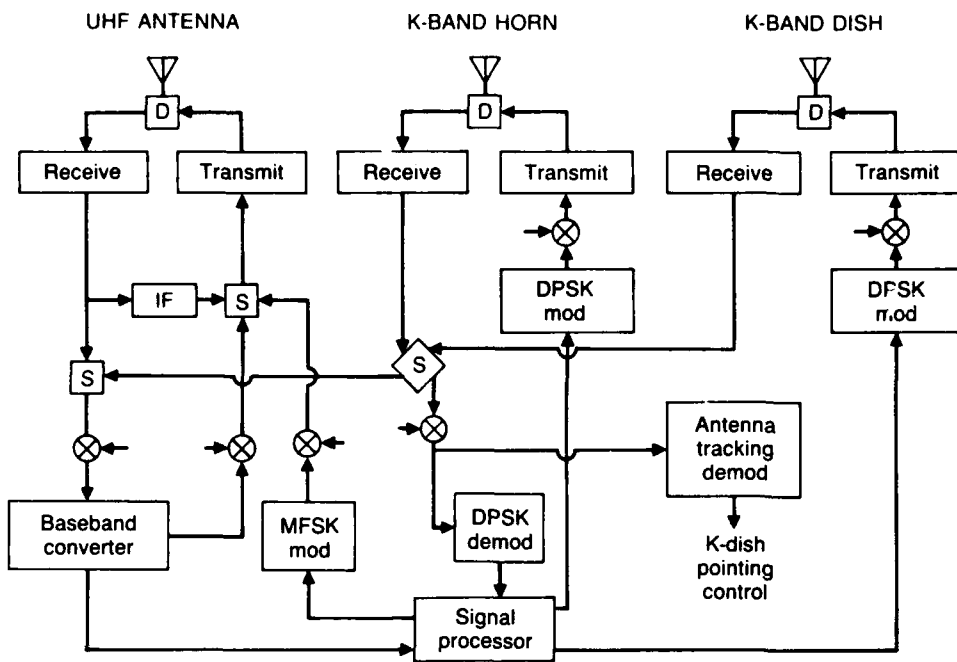 UHF ANTENNA
K-BAND HORN
K-BAND DISH
D
D
D
Receive
Transmit
Receive
Transmit
Receive
Transmit
IF
S
DPSK
mod
DPSK
mod
S
S
Antenna
tracking
demod
Baseband
converter
MFSK
mod
DPSK
demod
K-dish
pointing
control
Signal
processor